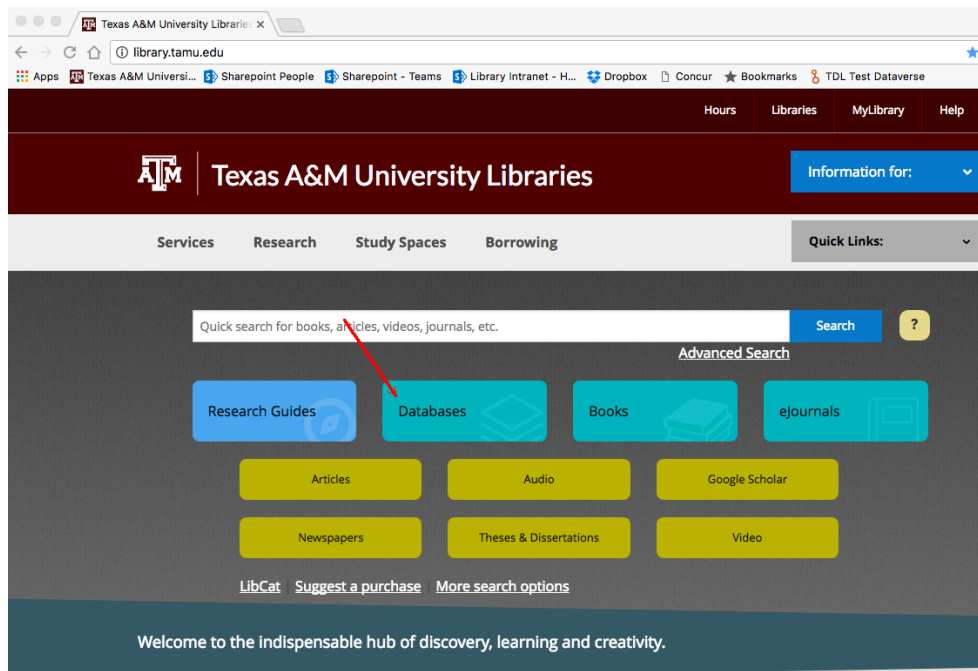 Texas A&M University Librarie
library.tamu.edu
Apps Texas A&M Universi... Sharepoint People Sharepoint - Teams Library Intranet - H... Dropbox Concur Bookmarks TDL Test Dataverse
Hours Libraries MyLibrary Help
ATM Texas A&M University Libraries Information for:
Services Research Study Spaces Borrowing Quick Links:
Quick search for books, articles, videos, journals, etc. Search ?
Advanced Search
Research Guides Databases Books eJournals
Articles Audio Google Scholar
Newspapers Theses & Dissertations Video
LibCat | Suggest a purchase | More search options
Welcome to the indispensable hub of discovery, learning and creativity.